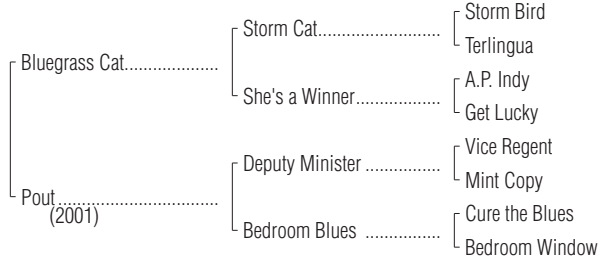 Storm Bird
Storm Cat............................
Terlingua
Bluegrass Cat.....................
A.P. Indy
She's a Winner...................
Get Lucky
Vice Regent
Deputy Minister .................
Mint Copy
Pout....................................
(2001)
Cure the Blues
Bedroom Blues .................
Bedroom Window